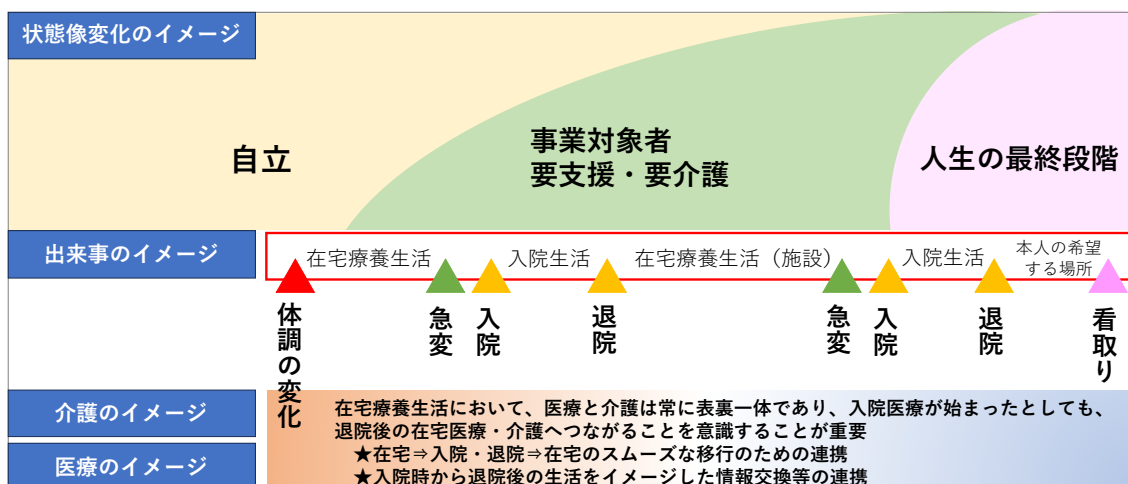 状態像変化のイメージ
自立
事業対象者
要支援・要介護
人生の最終段階
出来事のイメージ
在宅療養生活
入院生活
在宅療養生活（施設）
入院生活
本人の希望
する場所
体調の変化
急変
入院
退院
急変
入院
退院
看取り
介護のイメージ
医療のイメージ
在宅療養生活において、医療と介護は常に表裏一体であり、入院医療が始まったとしても、
退院後の在宅医療・介護へつながることを意識することが重要
★在宅⇒入院・退院⇒在宅のスムーズな移行のための連携
★入院時から退院後の生活をイメージした情報交換等の連携